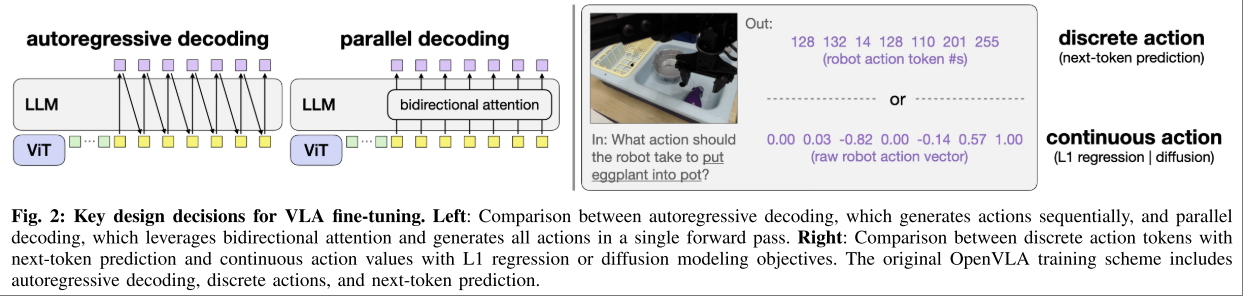 autoregressive decoding
LLM
ViT
...
parallel decoding
LLM
bidirectional attention
ViT
...
In: What action should
the robot take to put
eggplant into pot?
Out:
128 132 14 128 110 201 255
(robot action token #s)
or
0.00 0.03 -0.82 0.00 -0.14 0.57 1.00
(raw robot action vector)
discrete action
(next-token prediction)
continuous action
(L1 regression | diffusion)
Fig. 2: Key design decisions for VLA fine-tuning. Left: Comparison between autoregressive decoding, which generates actions sequentially, and parallel
decoding, which leverages bidirectional attention and generates all actions in a single forward pass. Right: Comparison between discrete action tokens with
next-token prediction and continuous action values with L1 regression or diffusion modeling objectives. The original OpenVLA training scheme includes
autoregressive decoding, discrete actions, and next-token prediction.